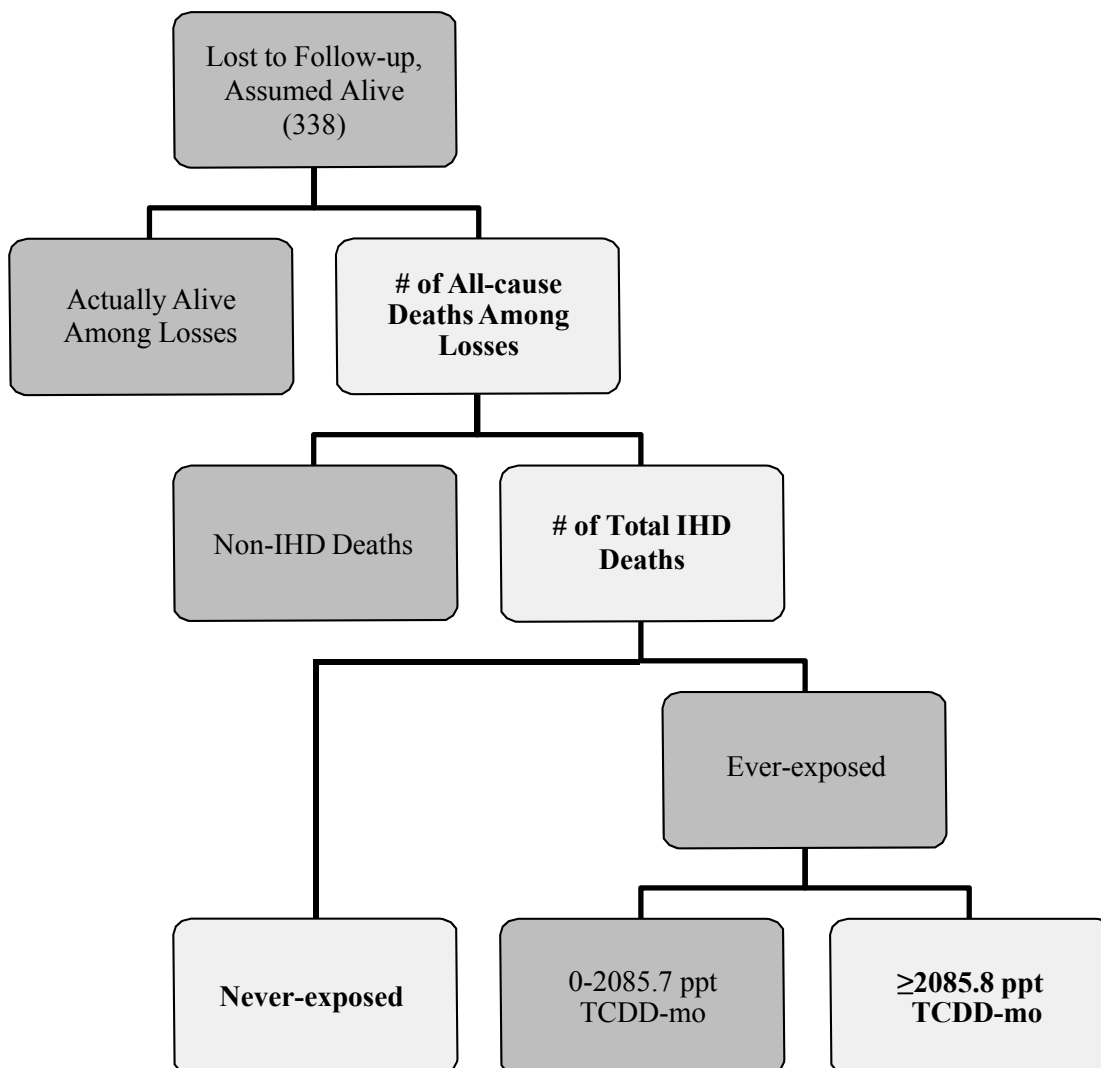 Lost to Follow-up,
Assumed Alive
(338)
Actually Alive
Among Losses
# of All-cause
Deaths Among
Losses
Non-IHD Deaths
# of Total IHD
Deaths
Ever-exposed
Never-exposed
0-2085.7 ppt
TCDD-mo
≥2085.8 ppt
TCDD-mo